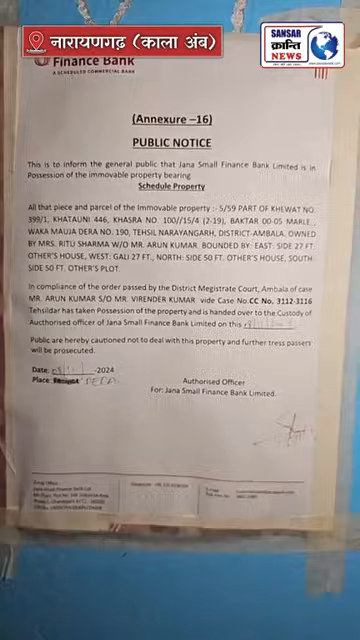 नारायणगढ़ (काला अंब)
SANSAR
क्रान्ति
NEWS
Finance Bank
A SCHEDULED COMMERCIAL BANK
(Annexure –16)
PUBLIC NOTICE
This is to inform the general public that Jana Small Finance Bank Limited is in
Possession of the immovable property bearing
Schedule Property
All that piece and parcel of the Immovable property :- 5/59 PART OF KHEWAT NO.
399/1, KHATAUNI 446, KHASRA NO. 100//15/4 (2-19), BAKTAR 00-05 MARLE ,
WAKA MAUJA DERA NO. 190, TEHSIL NARAYANGARH, DISTRICT-AMBALA. OWNED
BY MRS. RITU SHARMA W/O MR. ARUN KUMAR. BOUNDED BY: EAST: SIDE 27 FT.
OTHER'S HOUSE, WEST: GALI 27 FT., NORTH: SIDE 50 FT. OTHER'S HOUSE, SOUTH:
SIDE 50 FT. OTHER'S PLOT.
In compliance of the order passed by the District Megistrate Court, Ambala of case
MR. ARUN KUMAR S/O MR. VIRENDER KUMAR vide Case No.CC No. 3112-3116
Tehsildar has taken Possession of the property and is handed over to the Custody of
Aucthorised officer of Jana Small Finance Bank Limited on this
Public are hereby cautioned not to deal with this property and further tress passers
will be prosecuted.
Date: -2024
Place: DERA
Authorised Officer
For: Jana Small Finance Bank Limited.